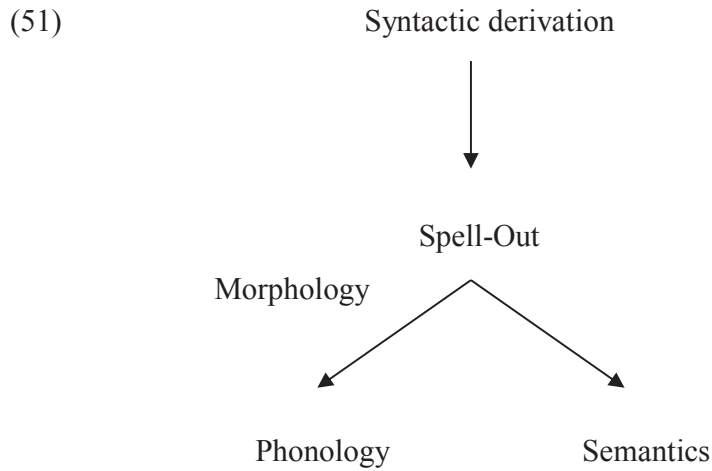 (51) Syntactic derivation
Spell-Out
Morphology
Phonology Semantics